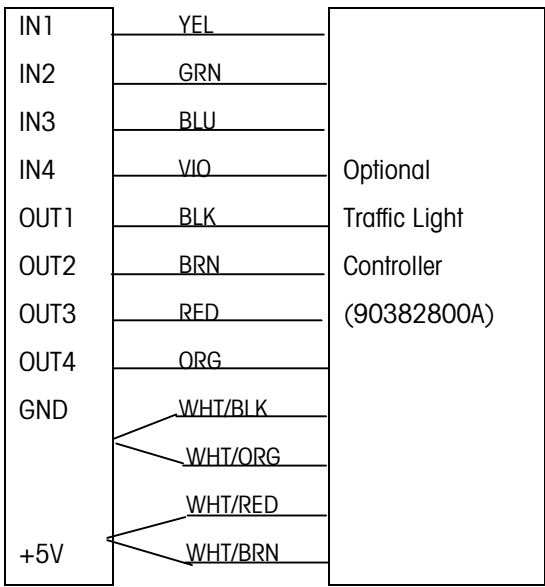 IN1 YEL
IN2 GRN
IN3 BLU
IN4 VIO Optional
OUT1 BLK Traffic Light
OUT2 BRN Controller
OUT3 RED (90382800A)
OUT4 ORG
GND WHT/BLK
WHT/ORG
WHT/RED
+5V WHT/BRN